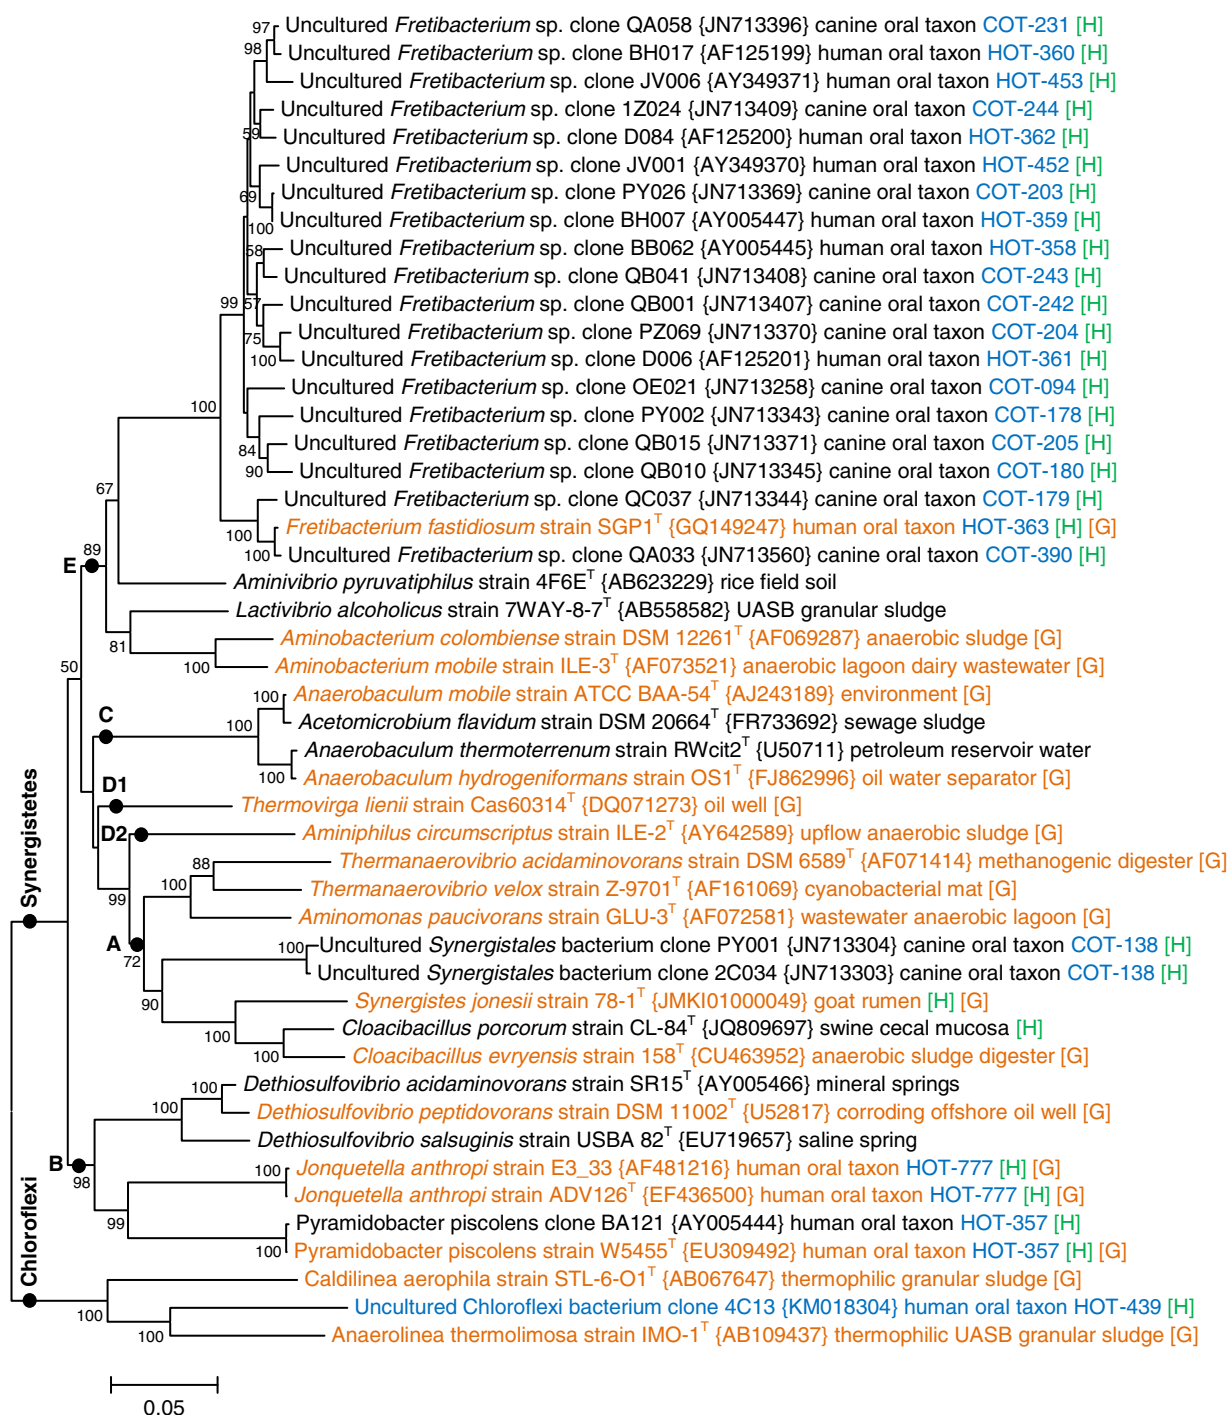 97
Uncultured Fretibacterium sp. clone QA058 {JN713396} canine oral taxon COT-231 [H]
98
Uncultured Fretibacterium sp. clone BH017 {AF125199} human oral taxon HOT-360 [H]
Uncultured Fretibacterium sp. clone JV006 {AY349371} human oral taxon HOT-453 [H]
Uncultured Fretibacterium sp. clone 1Z024 {JN713409} canine oral taxon COT-244 [H]
59
Uncultured Fretibacterium sp. clone D084 {AF125200} human oral taxon HOT-362 [H]
Uncultured Fretibacterium sp. clone JV001 {AY349370} human oral taxon HOT-452 [H]
69
Uncultured Fretibacterium sp. clone PY026 {JN713369} canine oral taxon COT-203 [H]
100
Uncultured Fretibacterium sp. clone BH007 {AY005447} human oral taxon HOT-359 [H]
58
Uncultured Fretibacterium sp. clone BB062 {AY005445} human oral taxon HOT-358 [H]
Uncultured Fretibacterium sp. clone QB041 {JN713408} canine oral taxon COT-243 [H]
99
57
Uncultured Fretibacterium sp. clone QB001 {JN713407} canine oral taxon COT-242 [H]
75
Uncultured Fretibacterium sp. clone PZ069 {JN713370} canine oral taxon COT-204 [H]
100
Uncultured Fretibacterium sp. clone D006 {AF125201} human oral taxon HOT-361 [H]
Uncultured Fretibacterium sp. clone OE021 {JN713258} canine oral taxon COT-094 [H]
100
Uncultured Fretibacterium sp. clone PY002 {JN713343} canine oral taxon COT-178 [H]
84
Uncultured Fretibacterium sp. clone QB015 {JN713371} canine oral taxon COT-205 [H]
90
Uncultured Fretibacterium sp. clone QB010 {JN713345} canine oral taxon COT-180 [H]
67
Uncultured Fretibacterium sp. clone QC037 {JN713344} canine oral taxon COT-179 [H]
100
Fretibacterium fastidiosum strain SGP1T {GQ149247} human oral taxon HOT-363 [H] [G]
100
Uncultured Fretibacterium sp. clone QA033 {JN713560} canine oral taxon COT-390 [H]
89
E
Aminivibrio pyruvatiphilus strain 4F6ET {AB623229} rice field soil
Lactivibrio alcoholicus strain 7WAY-8-7T {AB558582} UASB granular sludge
81
Aminobacterium colombiense strain DSM 12261T {AF069287} anaerobic sludge [G]
100
Aminobacterium mobile strain ILE-3T {AF073521} anaerobic lagoon dairy wastewater [G]
50
100
Anaerobaculum mobile strain ATCC BAA-54T {AJ243189} environment [G]
C
100
Acetomicrobium flavidum strain DSM 20664T {FR733692} sewage sludge
Anaerobaculum thermoterrenum strain RWcit2T {U50711} petroleum reservoir water
100
Anaerobaculum hydrogeniformans strain OS1T {FJ862996} oil water separator [G]
D1
Thermovirga lienii strain Cas60314T {DQ071273} oil well [G]
D2
Aminiphilus circumscriptus strain ILE-2T {AY642589} upflow anaerobic sludge [G]
88
Thermanaerovibrio acidaminovorans strain DSM 6589T {AF071414} methanogenic digester [G]
99
100
Thermanaerovibrio velox strain Z-9701T {AF161069} cyanobacterial mat [G]
Aminomonas paucivorans strain GLU-3T {AF072581} wastewater anaerobic lagoon [G]
Synergistetes
A
72
100
Uncultured Synergistales bacterium clone PY001 {JN713304} canine oral taxon COT-138 [H]
Uncultured Synergistales bacterium clone 2C034 {JN713303} canine oral taxon COT-138 [H]
90
Synergistes jonesii strain 78-1T {JMKI01000049} goat rumen [H] [G]
100
Cloacibacillus porcorum strain CL-84T {JQ809697} swine cecal mucosa [H]
100
Cloacibacillus evryensis strain 158T {CU463952} anaerobic sludge digester [G]
100
Dethiosulfovibrio acidaminovorans strain SR15T {AY005466} mineral springs
100
Dethiosulfovibrio peptidovorans strain DSM 11002T {U52817} corroding offshore oil well [G]
Dethiosulfovibrio salsuginis strain USBA 82T {EU719657} saline spring
B
98
100
Jonquetella anthropi strain E3_33 {AF481216} human oral taxon HOT-777 [H] [G]
Jonquetella anthropi strain ADV126T {EF436500} human oral taxon HOT-777 [H] [G]
99
Pyramidobacter piscolens clone BA121 {AY005444} human oral taxon HOT-357 [H]
100
Pyramidobacter piscolens strain W5455T {EU309492} human oral taxon HOT-357 [H] [G]
Chloroflexi
Caldilinea aerophila strain STL-6-O1T {AB067647} thermophilic granular sludge [G]
100
Uncultured Chloroflexi bacterium clone 4C13 {KM018304} human oral taxon HOT-439 [H]
100
Anaerolinea thermolimosa strain IMO-1T {AB109437} thermophilic UASB granular sludge [G]
0.05